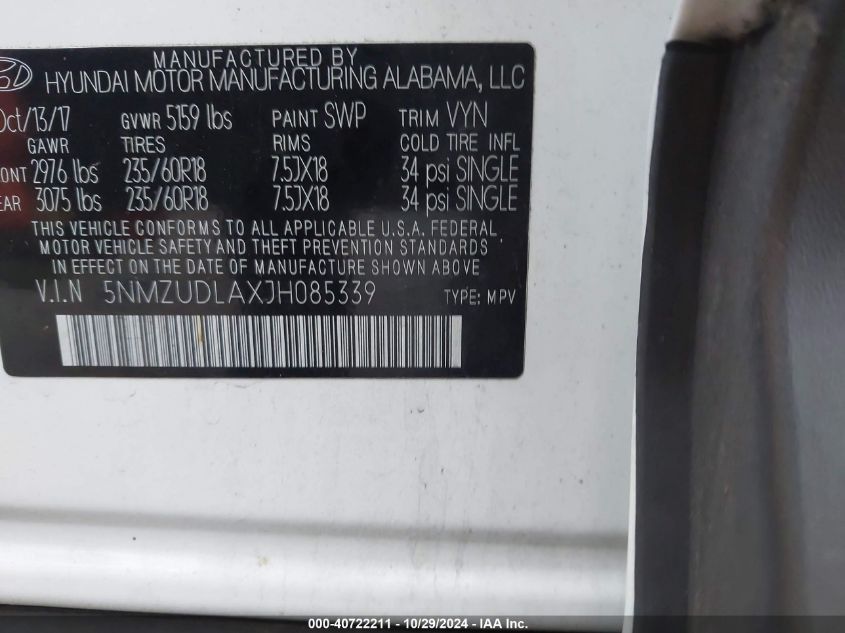 MANUFACTURED BY
HYUNDAI MOTOR MANUFACTURING ALABAMA, LLC
Oct/13/17 GVWR 5159 lbs PAINT SWP TRIM VYN
GAWR TIRES RIMS COLD TIRE INFL
ONT 2976 lbs 235/60R18 7.5JX18 34 psi SINGLE
EAR 3075 lbs 235/60R18 7.5JX18 34 psi SINGLE
THIS VEHICLE CONFORMS TO ALL APPLICABLE U.S.A. FEDERAL
MOTOR VEHICLE SAFETY AND THEFT PREVENTION STANDARDS
IN EFFECT ON THE DATE OF MANUFACTURE SHOWN ABOVE
V.I.N 5NMZUDLAXJH085339 TYPE: MPV
000-40722211 - 10/29/2024 - IAA Inc.